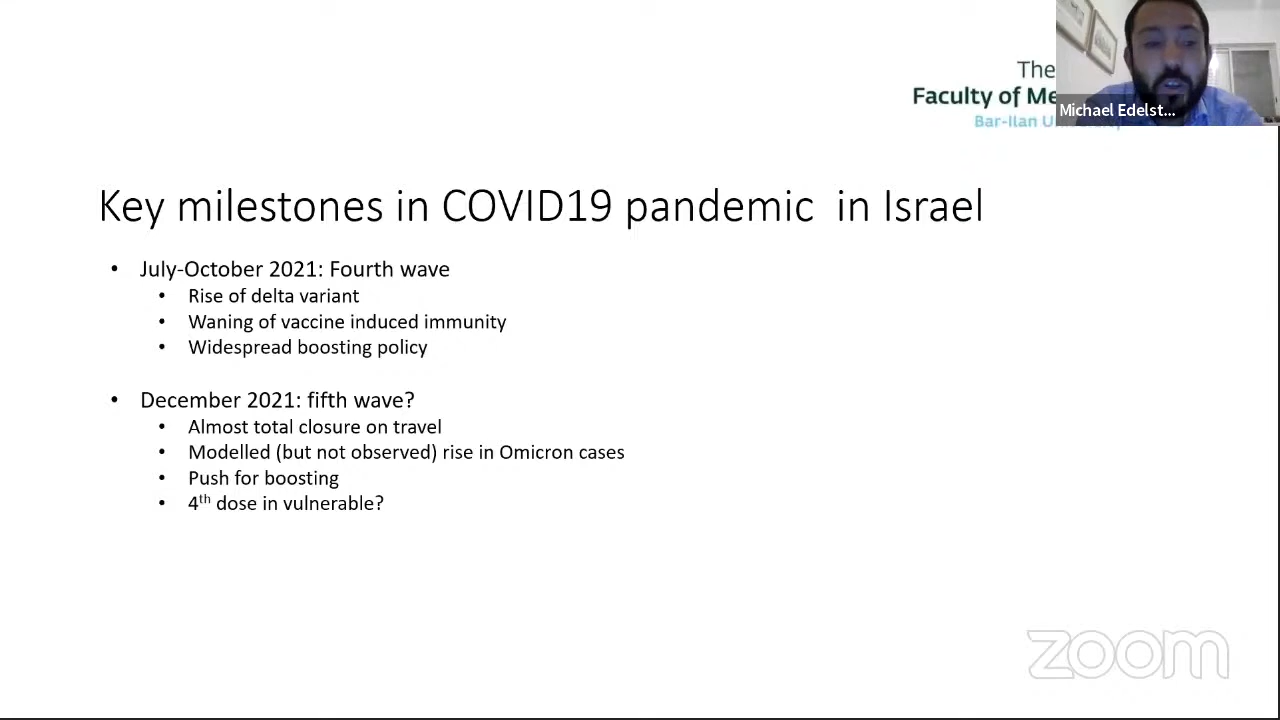 The
Faculty of Me
Bar-Ilan U
Michael Edelst...
Key milestones in COVID19 pandemic in Israel
• July-October 2021: Fourth wave
• Rise of delta variant
• Waning of vaccine induced immunity
• Widespread boosting policy
• December 2021: fifth wave?
• Almost total closure on travel
• Modelled (but not observed) rise in Omicron cases
• Push for boosting
• 4th dose in vulnerable?
zoom